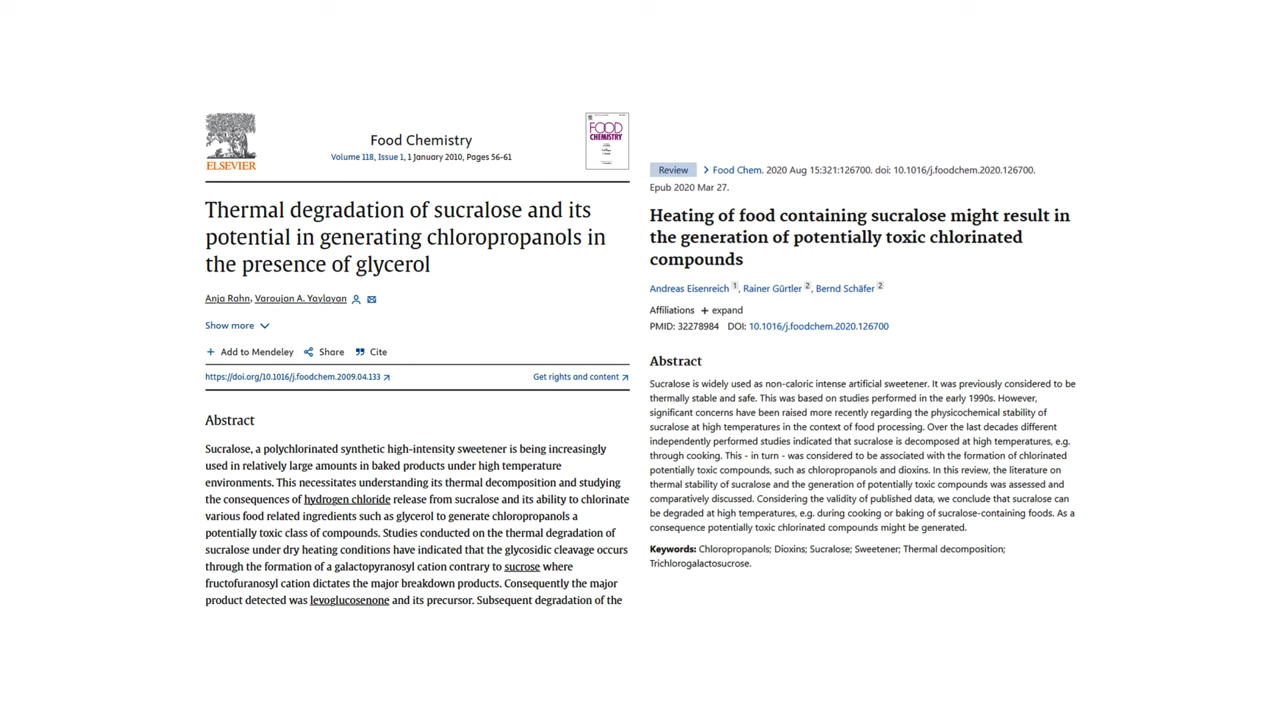 ELSEVIER
Food Chemistry
Volume 118, Issue 1, 1 January 2010, Pages 56-61
FOOD
CHEMISTRY
Thermal degradation of sucralose and its
potential in generating chloropropanols in
the presence of glycerol
Anja Rahn, Varoujan A. Yaylayan
Show more
+ Add to Mendeley Share Cite
https://doi.org/10.1016/j.foodchem.2009.04.133 Get rights and content
Abstract
Sucralose, a polychlorinated synthetic high-intensity sweetener is being increasingly
used in relatively large amounts in baked products under high temperature
environments. This necessitates understanding its thermal decomposition and studying
the consequences of hydrogen chloride release from sucralose and its ability to chlorinate
various food related ingredients such as glycerol to generate chloropropanols a
potentially toxic class of compounds. Studies conducted on the thermal degradation of
sucralose under dry heating conditions have indicated that the glycosidic cleavage occurs
through the formation of a galactopyranosyl cation contrary to sucrose where
fructofuranosyl cation dictates the major breakdown products. Consequently the major
product detected was levoglucosenone and its precursor. Subsequent degradation of the
Review > Food Chem. 2020 Aug 15:321:126700. doi: 10.1016/j.foodchem.2020.126700.
Epub 2020 Mar 27.
Heating of food containing sucralose might result in
the generation of potentially toxic chlorinated
compounds
Andreas Eisenreich 1, Rainer Gürtler 2, Bernd Schäfer 2
Affiliations + expand
PMID: 32278984 DOI: 10.1016/j.foodchem.2020.126700
Abstract
Sucralose is widely used as non-caloric intense artificial sweetener. It was previously considered to be
thermally stable and safe. This was based on studies performed in the early 1990s. However,
significant concerns have been raised more recently regarding the physicochemical stability of
sucralose at high temperatures in the context of food processing. Over the last decades different
independently performed studies indicated that sucralose is decomposed at high temperatures, e.g.
through cooking. This - in turn - was considered to be associated with the formation of chlorinated
potentially toxic compounds, such as chloropropanols and dioxins. In this review, the literature on
thermal stability of sucralose and the generation of potentially toxic compounds was assessed and
comparatively discussed. Considering the validity of published data, we conclude that sucralose can
be degraded at high temperatures, e.g. during cooking or baking of sucralose-containing foods. As a
consequence potentially toxic chlorinated compounds might be generated.
Keywords: Chloropropanols; Dioxins; Sucralose; Sweetener; Thermal decomposition;
Trichlorogalactosucrose.